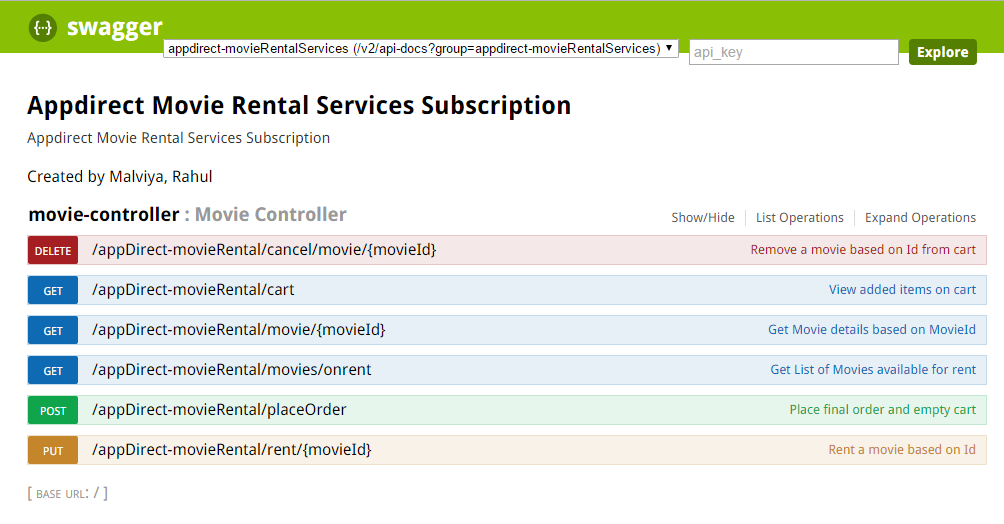 {···} swagger
appdirect-movieRentalServices (/v2/api-docs?group=appdirect-movieRentalServices) ▼ api_key Explore
Appdirect Movie Rental Services Subscription
Appdirect Movie Rental Services Subscription
Created by Malviya, Rahul
movie-controller : Movie Controller Show/Hide List Operations Expand Operations
DELETE /appDirect-movieRental/cancel/movie/{movieId} Remove a movie based on Id from cart
GET /appDirect-movieRental/cart View added items on cart
GET /appDirect-movieRental/movie/{movieId} Get Movie details based on MovieId
GET /appDirect-movieRental/movies/onrent Get List of Movies available for rent
POST /appDirect-movieRental/placeOrder Place final order and empty cart
PUT /appDirect-movieRental/rent/{movieId} Rent a movie based on Id
[ BASE URL: / ]